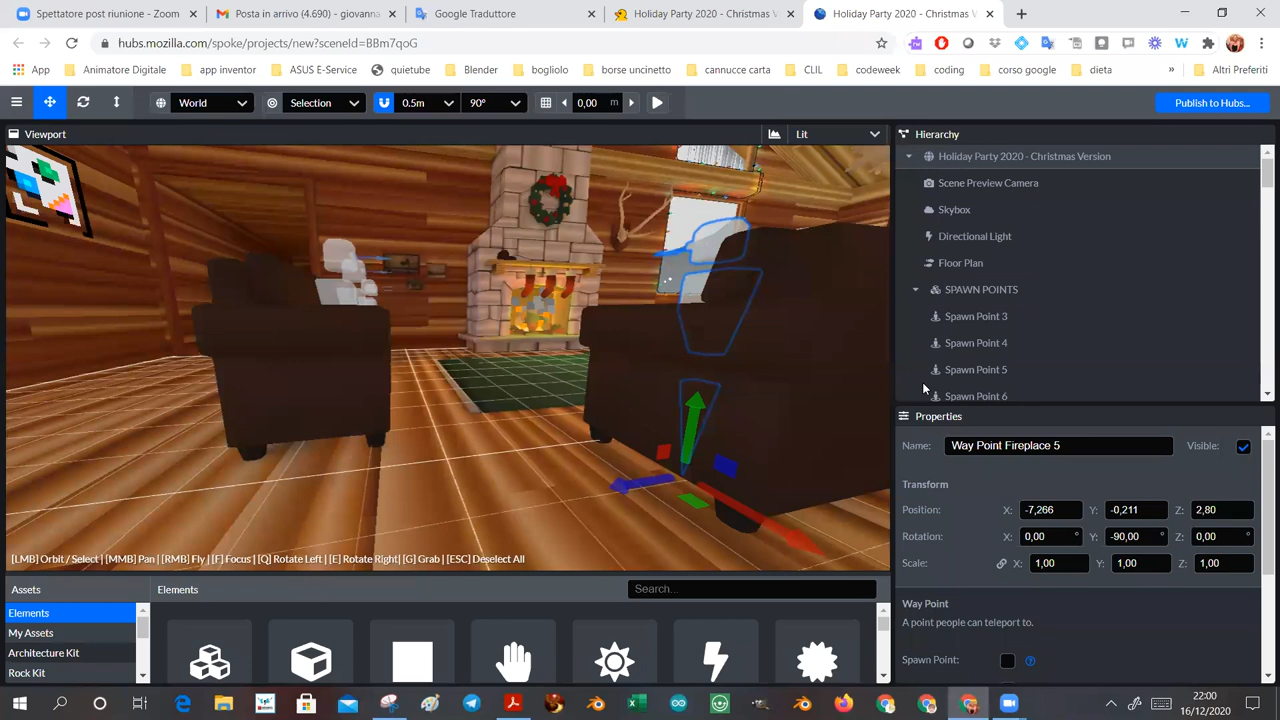 Spettatore post riunione - Zoom
Posta in arrivo (4.690) - giovanna
Google Traduttore
Holiday Party 2020 - Christmas V
Holiday Party 2020 - Christmas V
hubs.mozilla.com/spoke/projects/new?sceneId=BBm7qoG
App
Animatore Digitale
app inventor
ASUS E-Service
quietube
Blender
bogliolo
borse uncinetto
cannucce carta
CLIL
codeweek
coding
corso google
dieta
»
Altri Preferiti
World
Selection
0.5m
90°
0,00 m
Publish to Hubs...
Viewport
Lit
Hierarchy
Holiday Party 2020 - Christmas Version
Scene Preview Camera
Skybox
Directional Light
Floor Plan
SPAWN POINTS
Spawn Point 3
Spawn Point 4
Spawn Point 5
Spawn Point 6
Properties
Name: Way Point Fireplace 5 Visible:
Transform
Position: X: -7,266 Y: -0,211 Z: 2,80
Rotation: X: 0,00 ° Y: -90,00 ° Z: 0,00 °
Scale: X: 1,00 Y: 1,00 Z: 1,00
Way Point
A point people can teleport to.
Spawn Point:
[LMB] Orbit / Select | [MMB] Pan | [RMB] Fly | [F] Focus | [Q] Rotate Left | [E] Rotate Right | [G] Grab | [ESC] Deselect All
Assets
Elements
Search...
Elements
My Assets
Architecture Kit
Rock Kit
22:00
16/12/2020